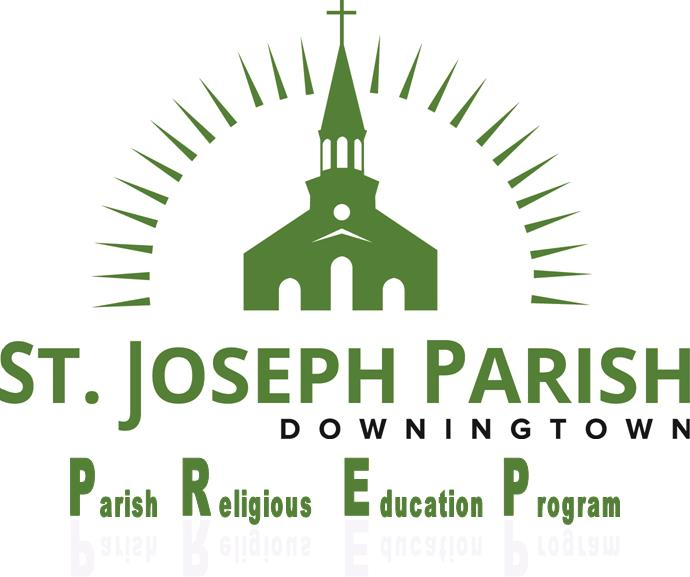 ST. JOSEPH PARISH
DOWNINGTOWN
Parish Religious Education Program